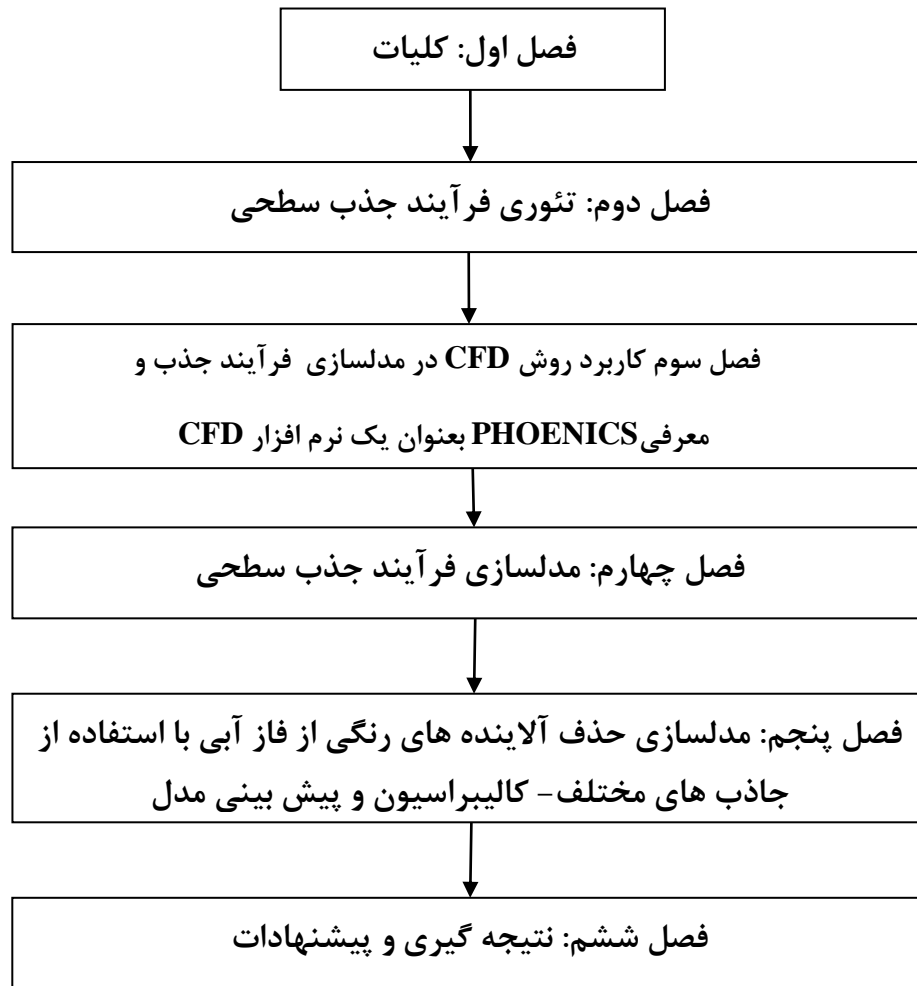 فصل اول: کلیات
فصل دوم: تئوری فرآیند جذب سطحی
فصل سوم کاربرد روش CFD در مدلسازی فرآیند جذب و
معرفی PHOENICS بعنوان یک نرم افزار CFD
فصل چهارم: مدلسازی فرآیند جذب سطحی
فصل پنجم: مدلسازی حذف آلاینده های رنگی از فاز آبی با استفاده از
جاذب های مختلف- کالیبراسیون و پیش بینی مدل
فصل ششم: نتیجه گیری و پیشنهادات